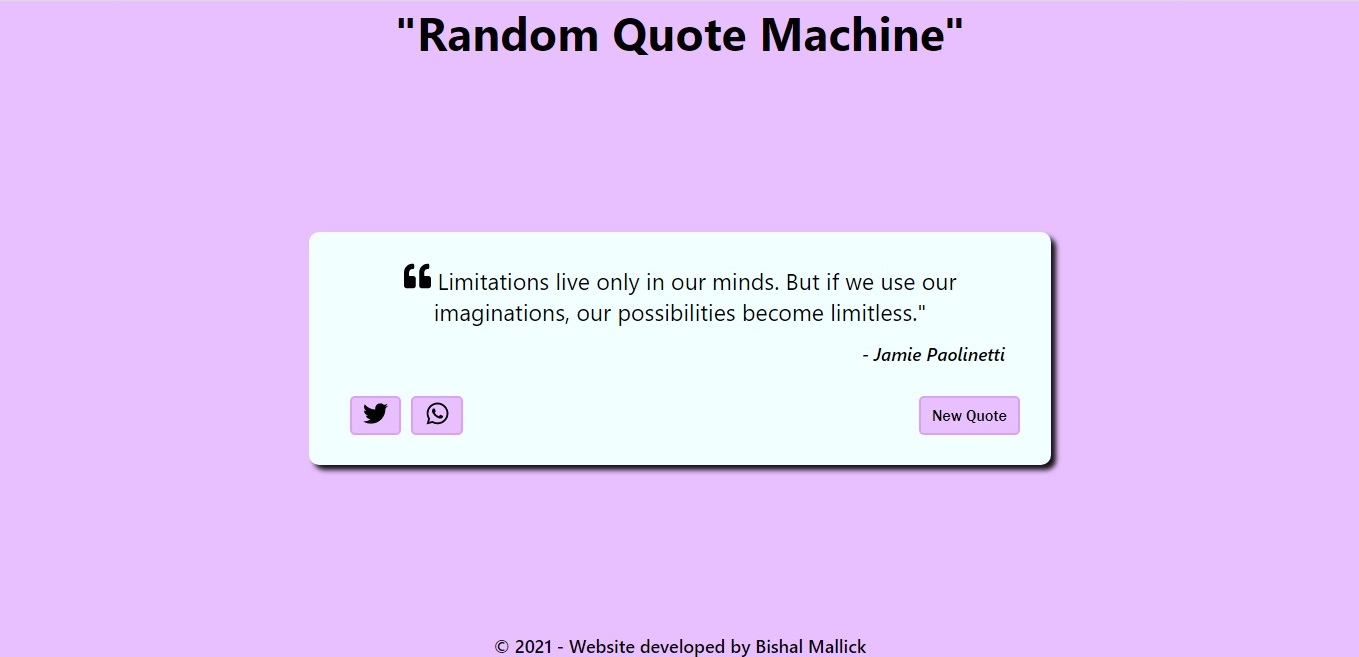 "Random Quote Machine"
“ Limitations live only in our minds. But if we use our
imaginations, our possibilities become limitless."
- Jamie Paolinetti
New Quote
© 2021 - Website developed by Bishal Mallick